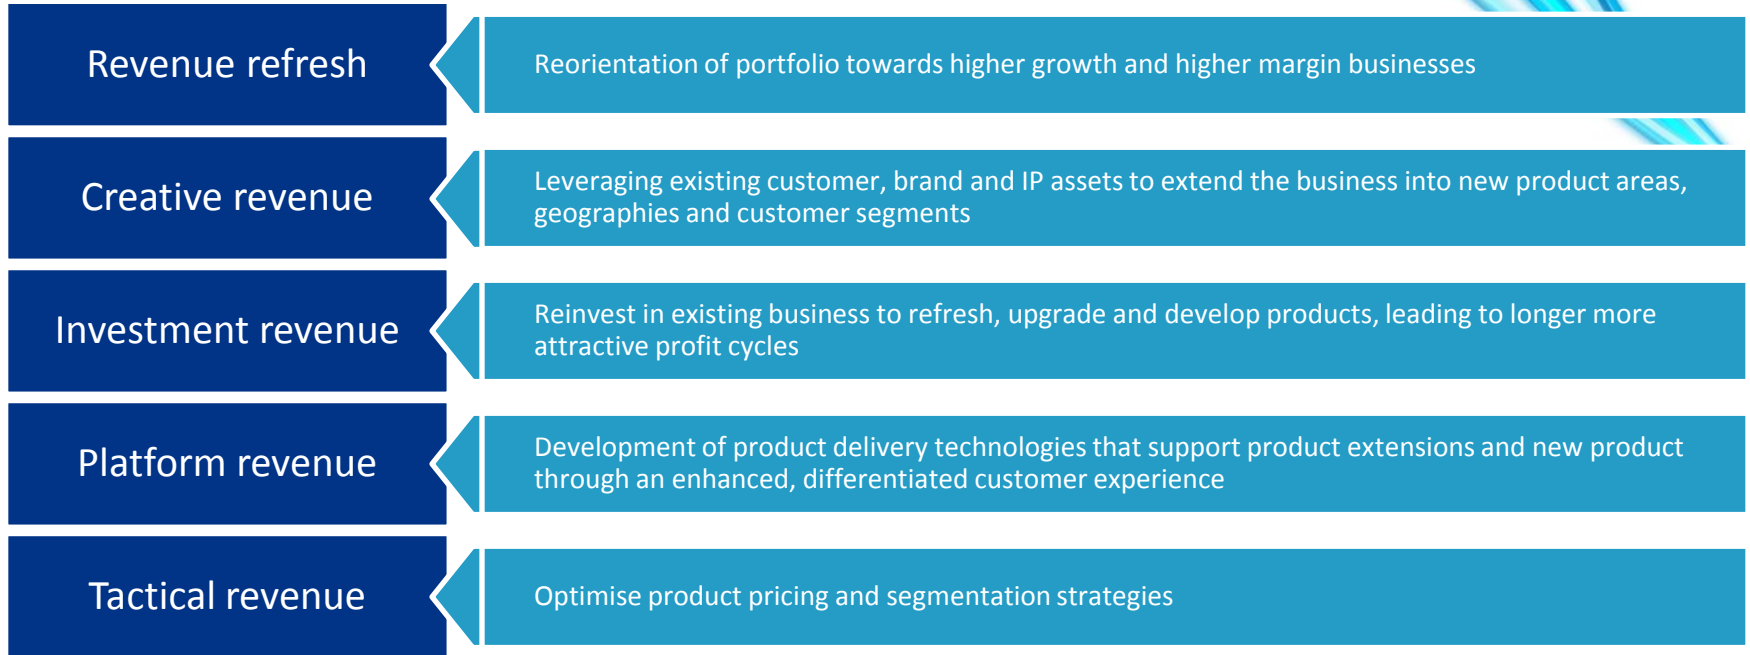 Revenue refresh
Reorientation of portfolio towards higher growth and higher margin businesses
Creative revenue
Leveraging existing customer, brand and IP assets to extend the business into new product areas,
geographies and customer segments
Investment revenue
Reinvest in existing business to refresh, upgrade and develop products, leading to longer more
attractive profit cycles
Platform revenue
Development of product delivery technologies that support product extensions and new product
through an enhanced, differentiated customer experience
Tactical revenue
Optimise product pricing and segmentation strategies